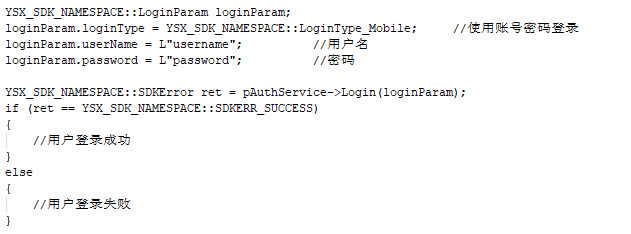 YSX_SDK_NAMESPACE::LoginParam loginParam;
loginParam.loginType = YSX_SDK_NAMESPACE::LoginType_Mobile;     //使用账号密码登录
loginParam.userName = L"username";          //用户名
loginParam.password = L"password";          //密码

YSX_SDK_NAMESPACE::SDKError ret = pAuthService->Login(loginParam);
if (ret == YSX_SDK_NAMESPACE::SDKERR_SUCCESS)
{
    //用户登录成功
}
else
{
    //用户登录失败
}